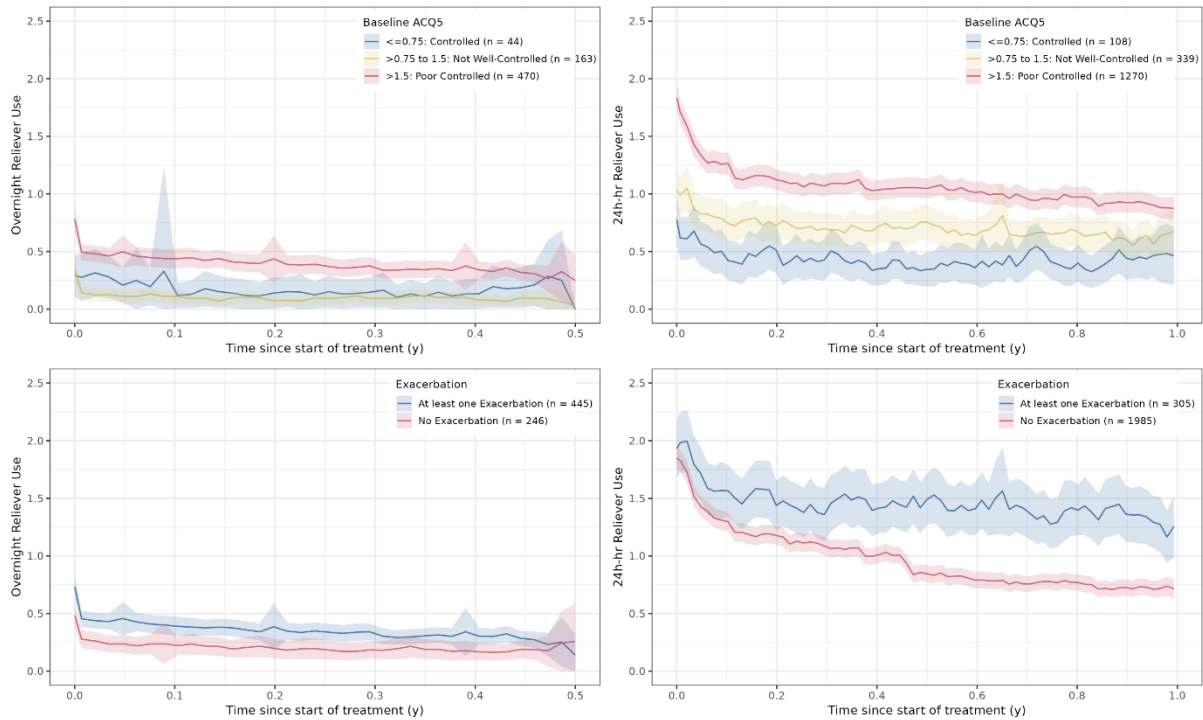 2.5
2.0
1.5
1.0
0.5
0.0
Overnight Reliever Use
Baseline ACQ5
<=0.75: Controlled (n = 44)
>0.75 to 1.5: Not Well-Controlled (n = 163)
>1.5: Poor Controlled (n = 470)
0.0 0.1 0.2 0.3 0.4 0.5
Time since start of treatment (y)
2.5
2.0
1.5
1.0
0.5
0.0
24h-hr Reliever Use
Baseline ACQ5
<=0.75: Controlled (n = 108)
>0.75 to 1.5: Not Well-Controlled (n = 339)
>1.5: Poor Controlled (n = 1270)
0.0 0.2 0.4 0.6 0.8 1.0
Time since start of treatment (y)
2.5
2.0
1.5
1.0
0.5
0.0
Overnight Reliever Use
Exacerbation
At least one Exacerbation (n = 445)
No Exacerbation (n = 246)
0.0 0.1 0.2 0.3 0.4 0.5
Time since start of treatment (y)
2.5
2.0
1.5
1.0
0.5
0.0
24h-hr Reliever Use
Exacerbation
At least one Exacerbation (n = 305)
No Exacerbation (n = 1985)
0.0 0.2 0.4 0.6 0.8 1.0
Time since start of treatment (y)